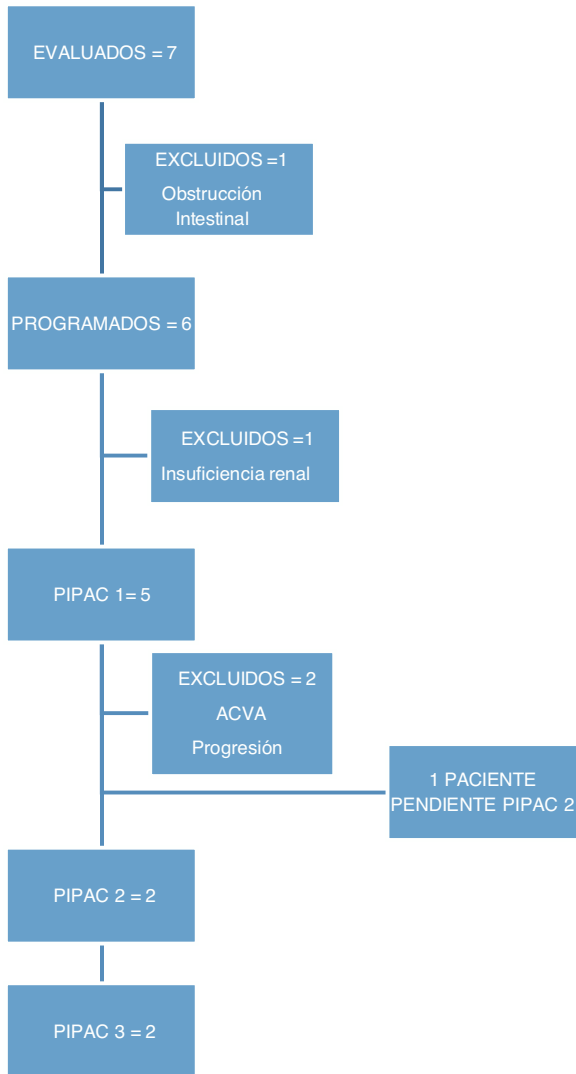 EVALUADOS = 7
EXCLUIDOS =1
Obstrucción
Intestinal
PROGRAMADOS = 6
EXCLUIDOS =1
Insuficiencia renal
PIPAC 1= 5
EXCLUIDOS = 2
ACVA
Progresión
1 PACIENTE
PENDIENTE PIPAC 2
PIPAC 2 = 2
PIPAC 3 = 2